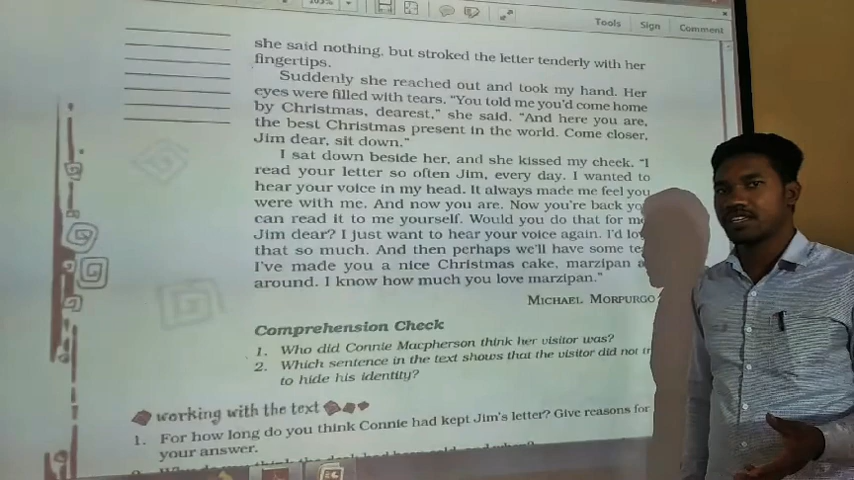 103%
Tools Sign Comment
she said nothing, but stroked the letter tenderly with her
fingertips.
Suddenly she reached out and took my hand. Her
eyes were filled with tears. "You told me you'd come home
by Christmas, dearest," she said. "And here you are,
the best Christmas present in the world. Come closer,
Jim dear, sit down."
I sat down beside her, and she kissed my cheek. "I
read your letter so often Jim, every day. I wanted to
hear your voice in my head. It always made me feel you
were with me. And now you are. Now you're back
can read it to me yourself. Would you do that for me
Jim dear? I just want to hear your voice again. I'd
that so much. And then perhaps we'll have some
I've made you a nice Christmas cake, marzipan
around. I know how much you love marzipan."
MICHAEL MORPURGO
Comprehension Check
1. Who did Connie Macpherson think her visitor was?
2. Which sentence in the text shows that the visitor did not
to hide his identity?
working with the text
1. For how long do you think Connie had kept Jim's letter? Give reasons for
your answer.